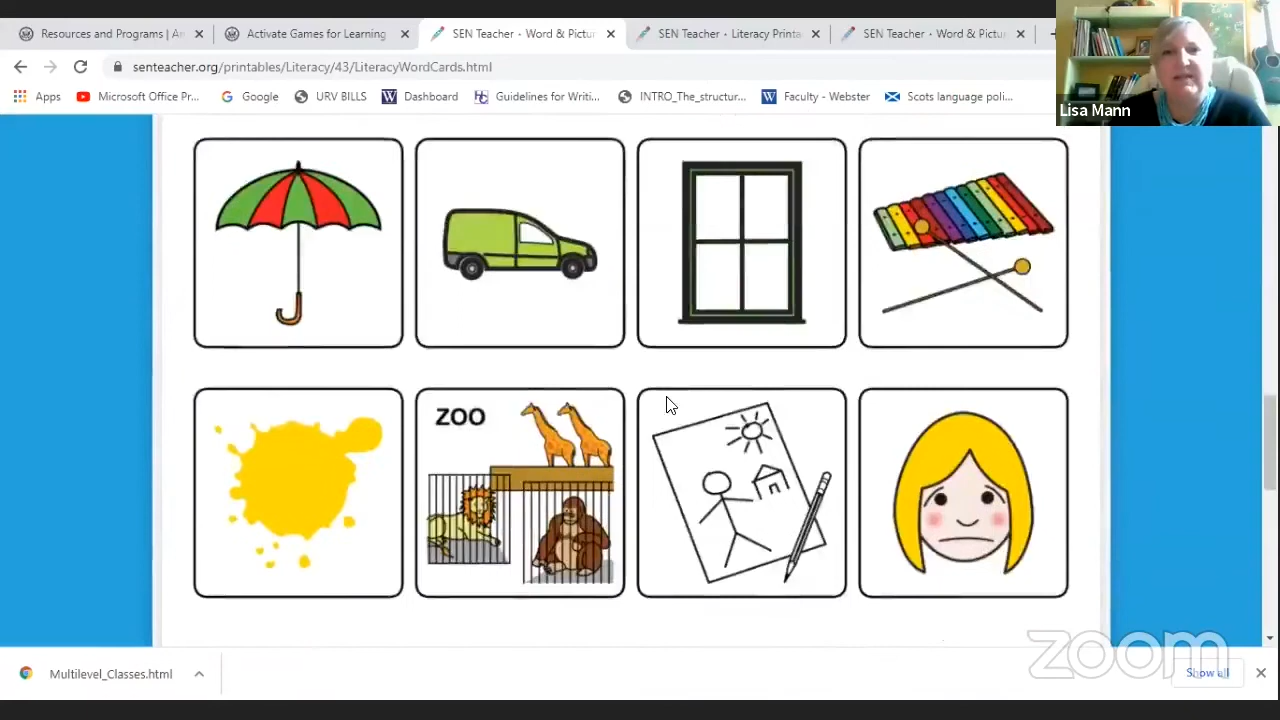 Resources and Programs | Am
Activate Games for Learning
SEN Teacher · Word & Pictur
SEN Teacher · Literacy Printa
SEN Teacher · Word & Pictur
senteacher.org/printables/Literacy/43/LiteracyWordCards.html
Apps
Microsoft Office Pr...
Google
URV BILLS
Dashboard
Guidelines for Writi...
INTRO_The_structur...
Faculty - Webster
Scots language poli...
Lisa Mann
ZOO
zoom
Multilevel_Classes.html
Show all